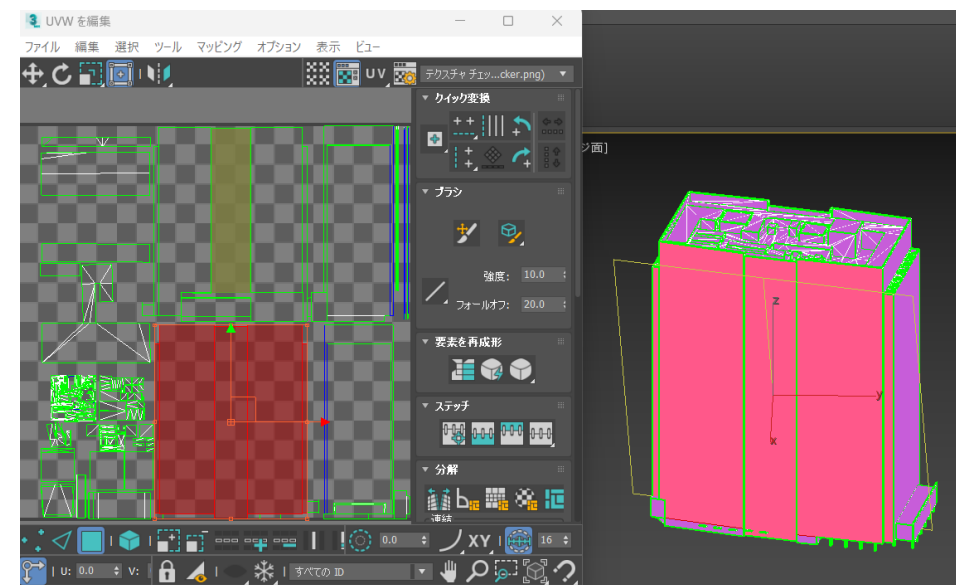 UVW を編集
ファイル 編集 選択 ツール マッピング オプション 表示 ビュー
UV テクスチャ チェッ...cker.png)
クイック変換
ブラシ
強度: 10.0
フォールオフ: 20.0
要素を再成形
ステッチ
分解
連結
0.0 XY 16
U: 0.0 V: すべての ID
ジ面]
z
y
x